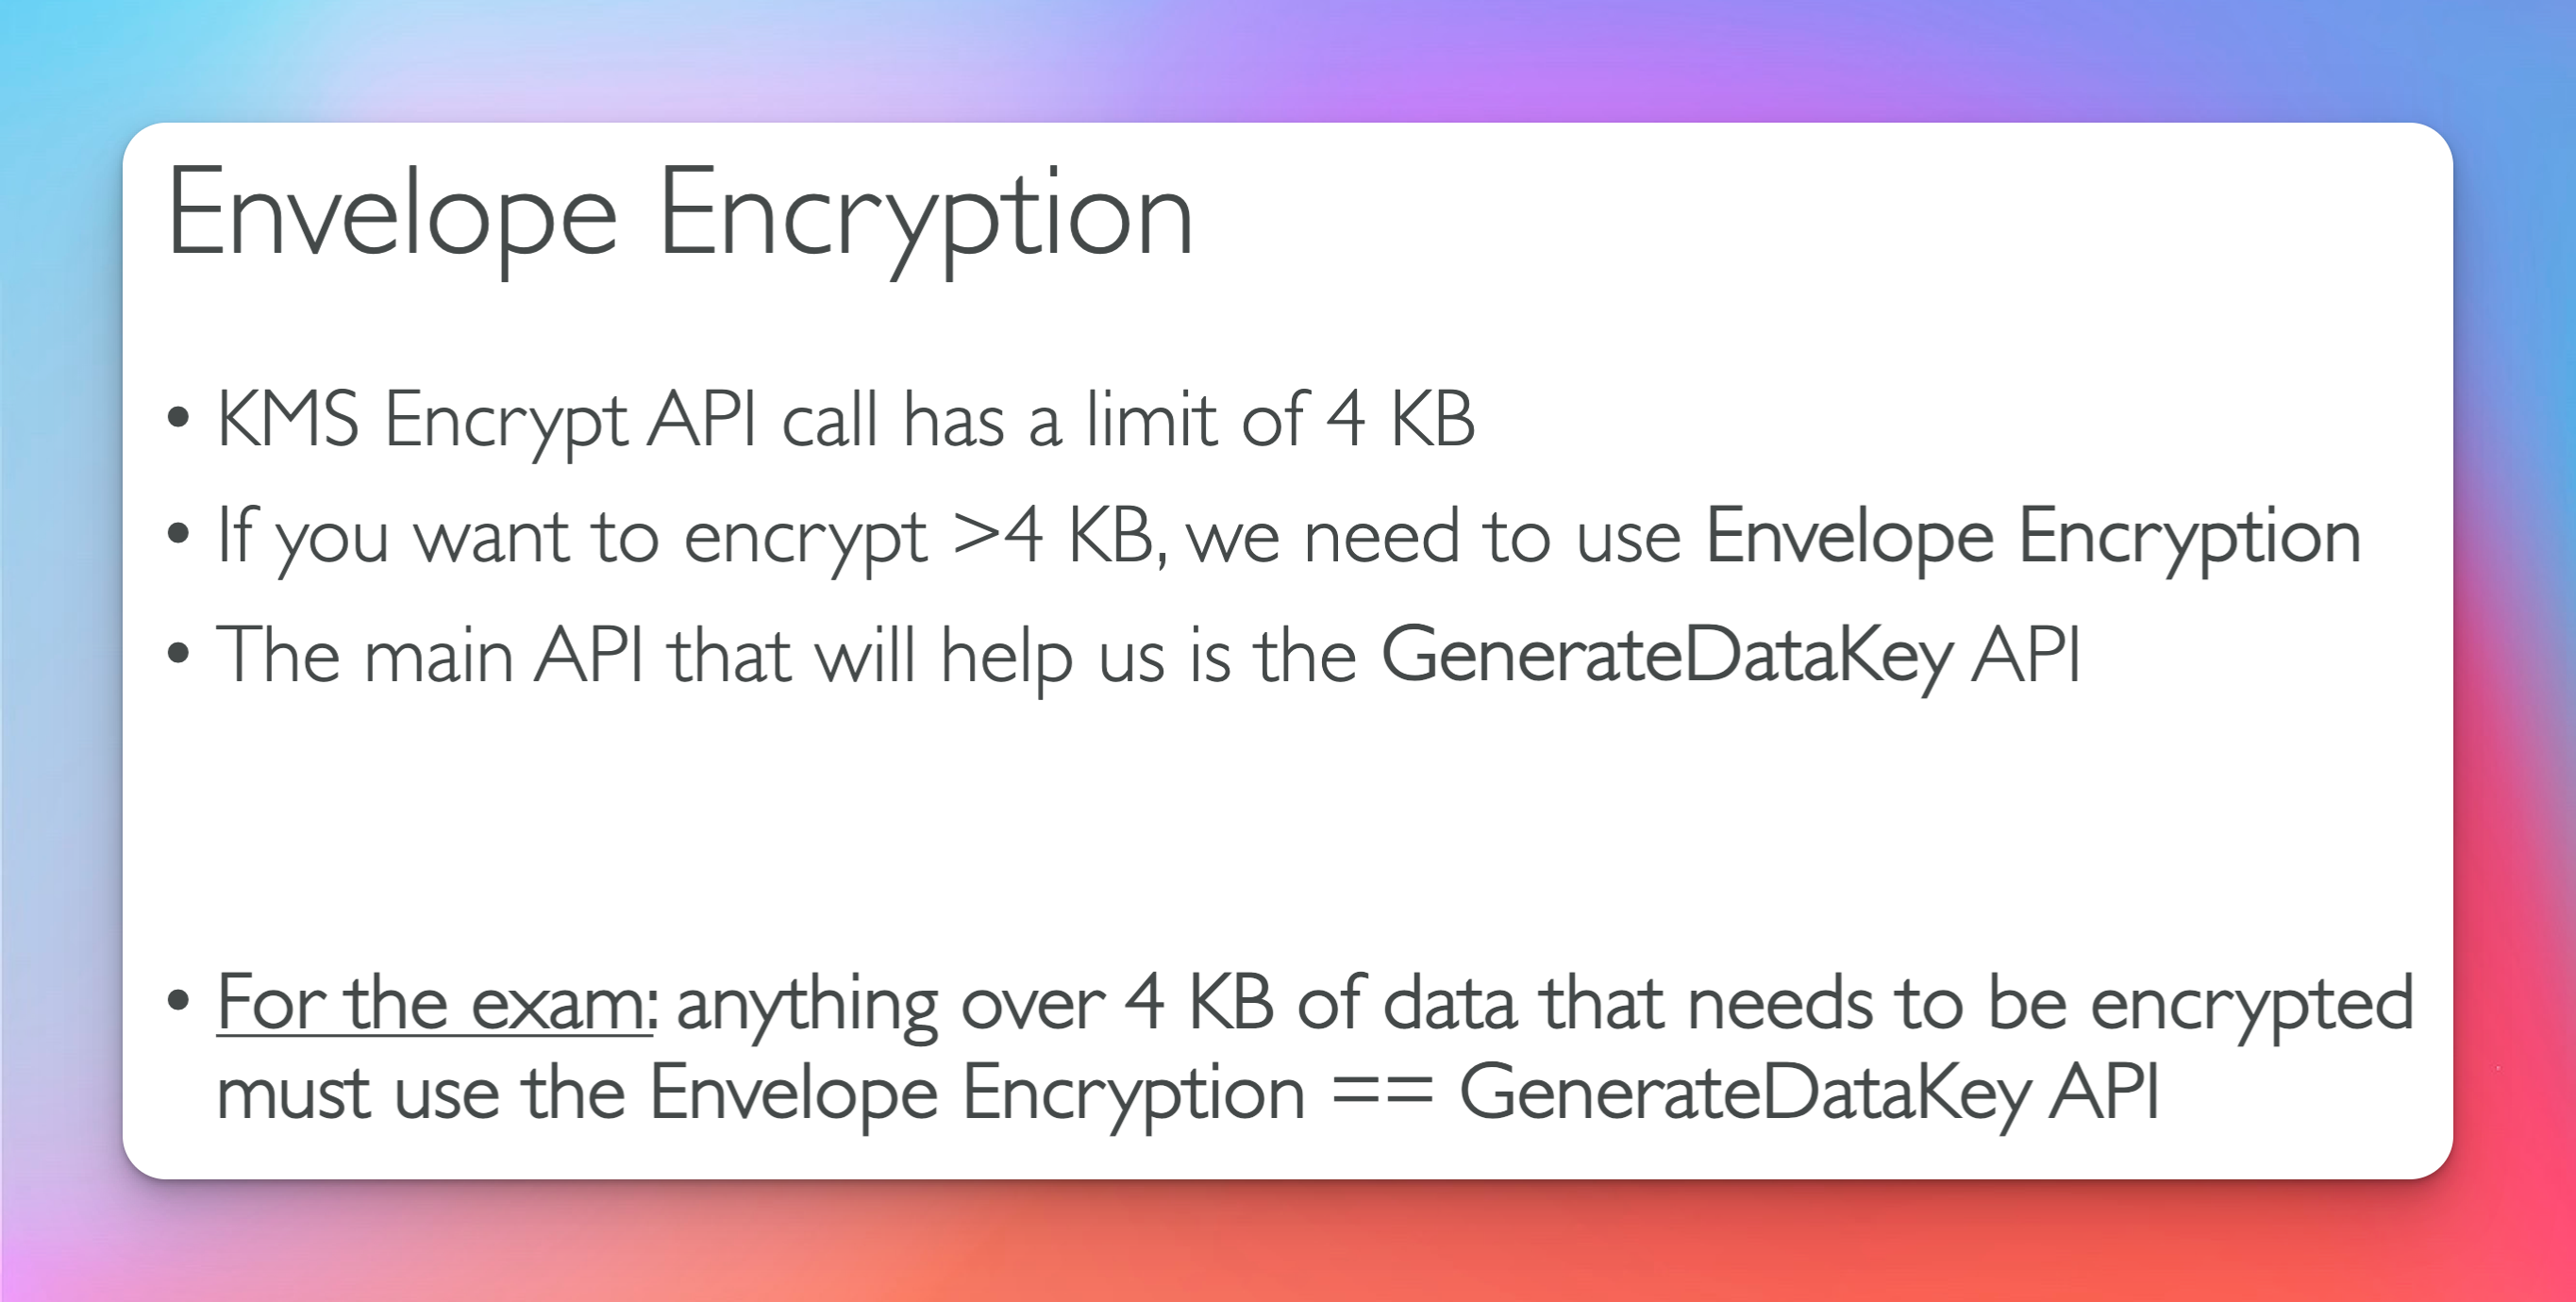 Envelope Encryption
• KMS Encrypt API call has a limit of 4 KB
• If you want to encrypt >4 KB, we need to use Envelope Encryption
• The main API that will help us is the GenerateDataKey API
• For the exam: anything over 4 KB of data that needs to be encrypted
must use the Envelope Encryption == GenerateDataKey API